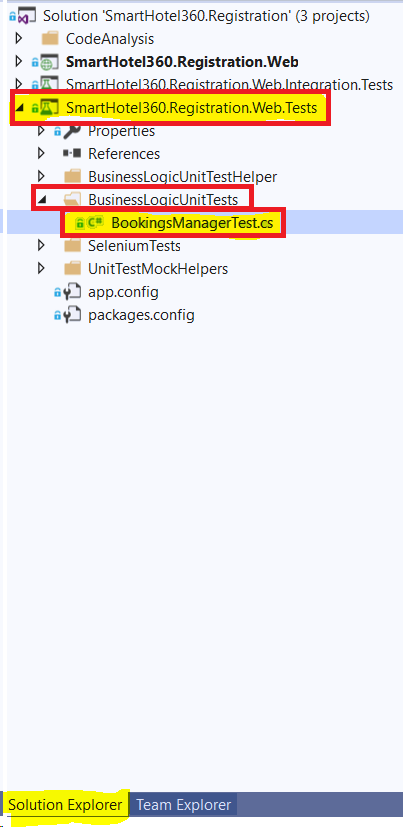 Solution 'SmartHotel360.Registration' (3 projects)
CodeAnalysis
SmartHotel360.Registration.Web
SmartHotel360.Registration.Web.Integration.Tests
SmartHotel360.Registration.Web.Tests
Properties
References
BusinessLogicUnitTestHelper
BusinessLogicUnitTests
C# BookingsManagerTest.cs
SeleniumTests
UnitTestMockHelpers
app.config
packages.config
Solution Explorer Team Explorer